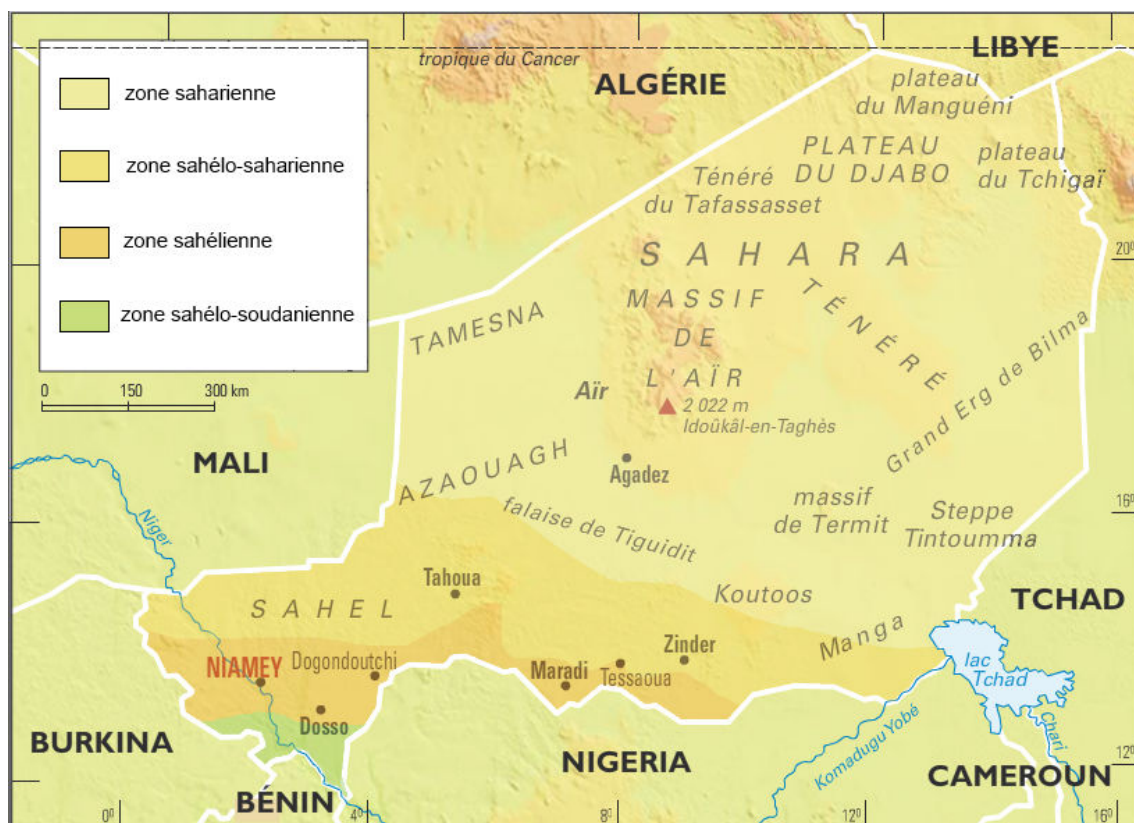 LIBYE
tropique du Cancer
ALGÉRIE
plateau
du Manguéni
zone saharienne
zone sahélo-saharienne
zone sahélienne
zone sahélo-soudanienne
PLATEAU
DU DJABO
plateau
du Tchigaï
Ténéré
du Tafassasset
SAHARA
20°
MASSIF
DE
L'AÏR
TÉNÉRÉ
TAMESNA
Grand Erg de Bilma
0 150 300 km
Aïr
2 022 m
Idoûkâl-en-Taghès
MALI
AZAOUAGH
Agadez
falaise de Tiguidit
massif
de Termit
Steppe
Tintoumma
16°
Niger
Tahoua
SAHEL
Koutoos
TCHAD
Manga
Zinder
NIAMEY
Dogondoutchi
Maradi
Tessaoua
lac
Tchad
Dosso
BURKINA
NIGERIA
Komadugu Yobé
Chari
12°
CAMEROUN
BÉNIN
0°
4°
8°
12°
16°